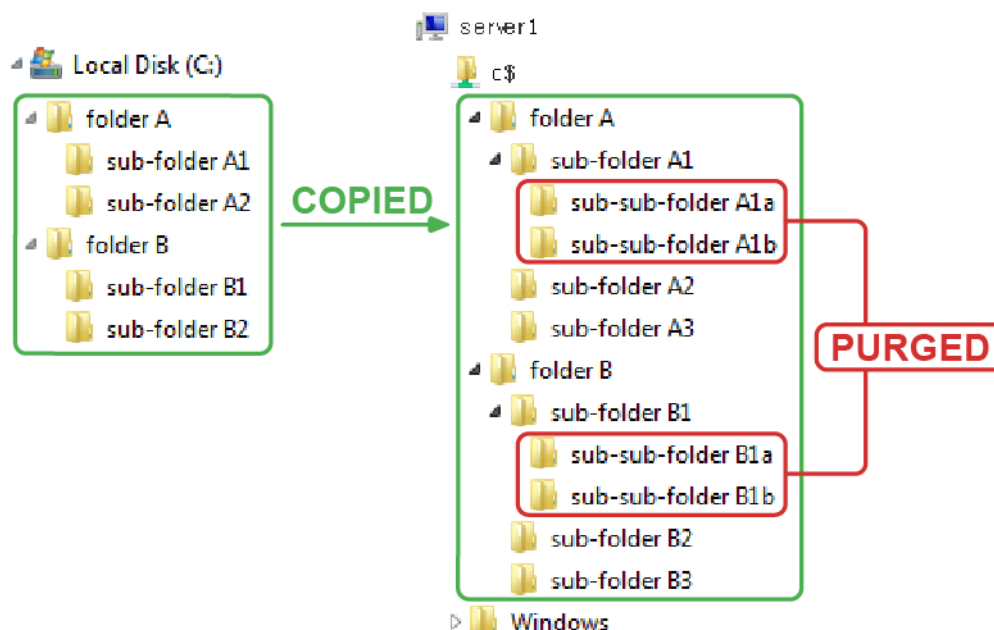 Local Disk (C:)
folder A
sub-folder A1
sub-folder A2
folder B
sub-folder B1
sub-folder B2
COPIED
server1
c$
folder A
sub-folder A1
sub-sub-folder A1a
sub-sub-folder A1b
sub-folder A2
sub-folder A3
folder B
sub-folder B1
sub-sub-folder B1a
sub-sub-folder B1b
sub-folder B2
sub-folder B3
Windows
PURGED